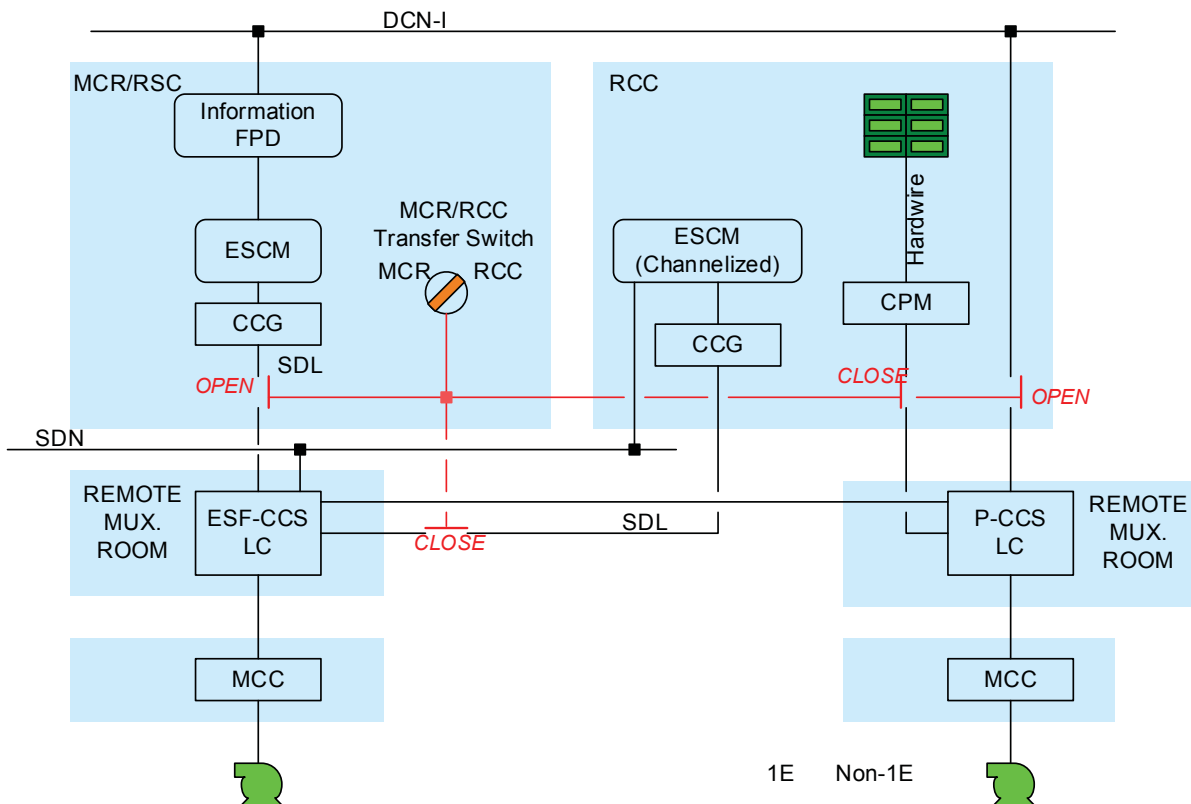 DCN-I
MCR/RSC
Information
FPD
ESCM
CCG
SDL
OPEN
MCR/RCC
Transfer Switch
MCR
RCC
RCC
ESCM
(Channelized)
CCG
Hardwire
CPM
CLOSE
OPEN
SDN
REMOTE
MUX.
ROOM
ESF-CCS
LC
CLOSE
SDL
P-CCS
LC
REMOTE
MUX.
ROOM
MCC
MCC
1E
Non-1E